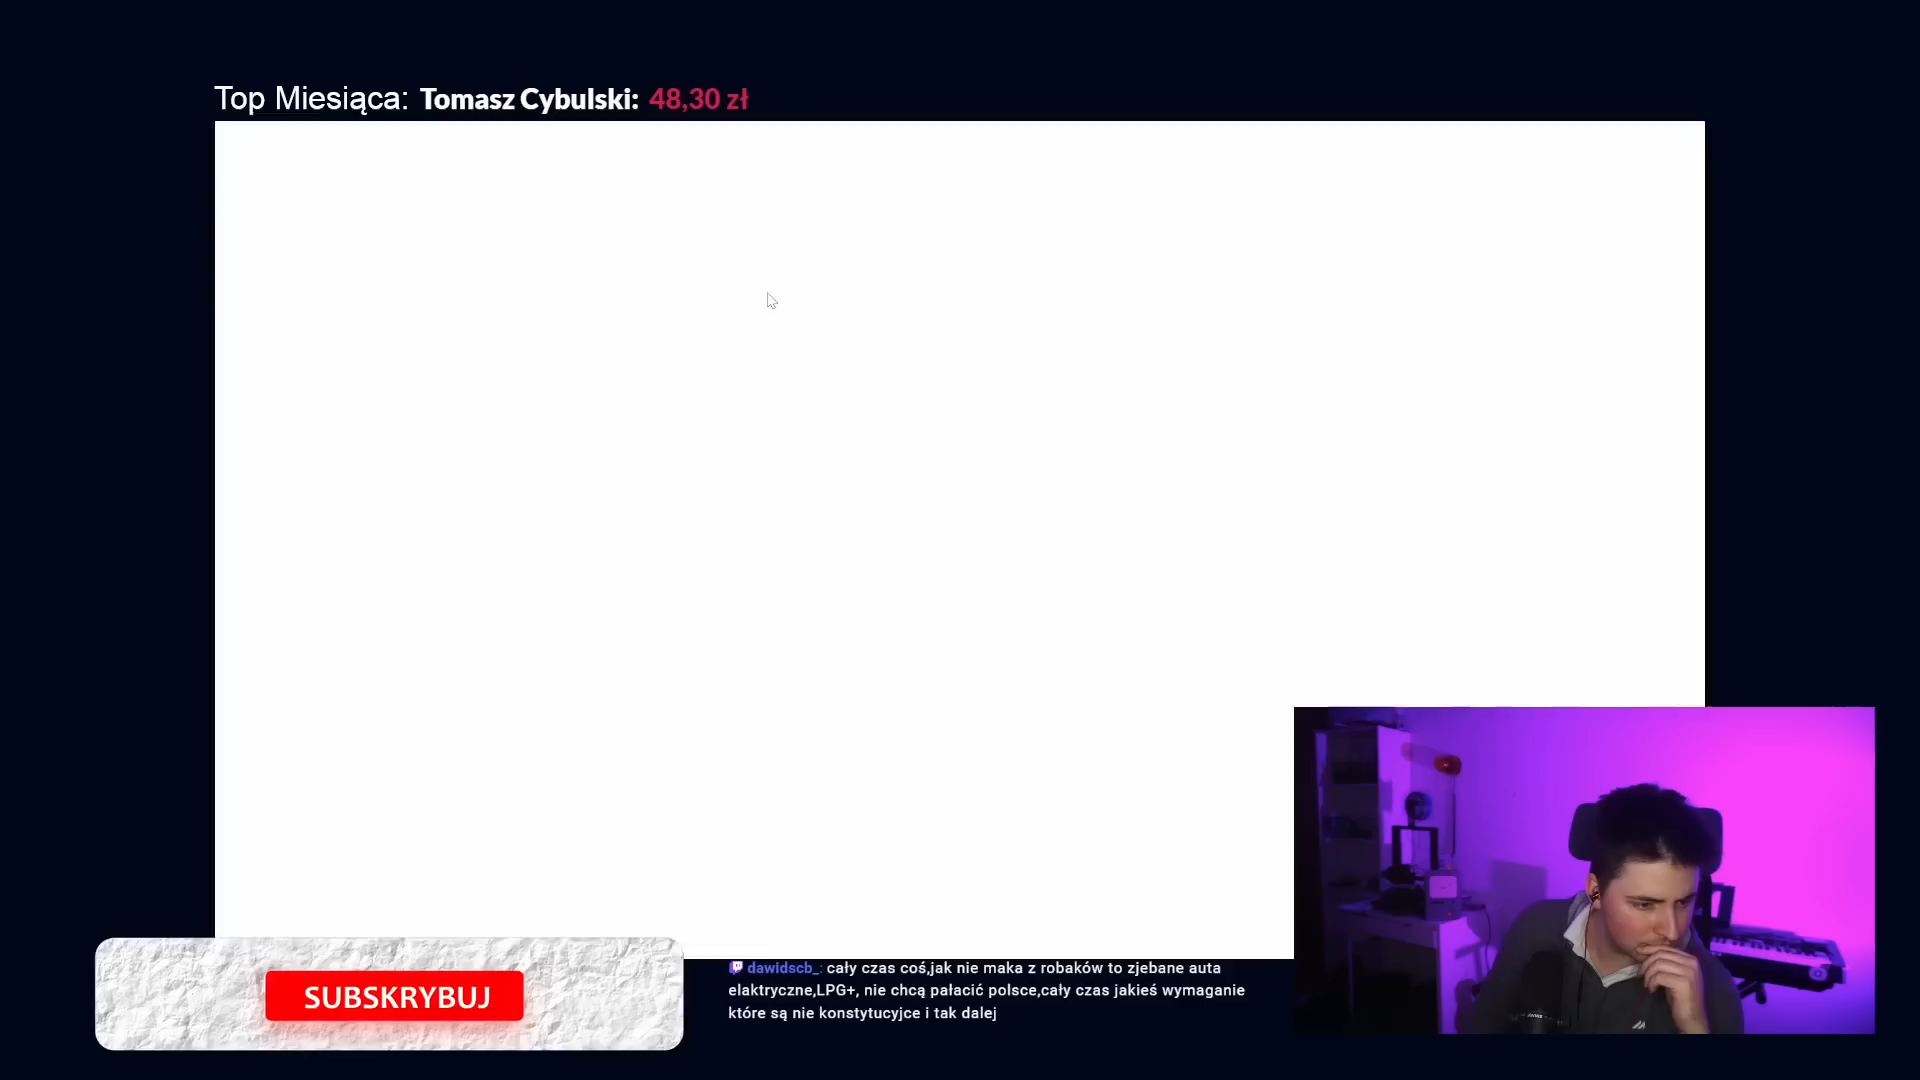 Top Miesiąca: Tomasz Cybulski: 48,30 zł
SUBSKRYBUJ
dawidscb_: cały czas coś,jak nie maka z robaków to zjebane auta
elaktryczne,LPG+, nie chcą pałacić polsce,cały czas jakieś wymaganie
które są nie konstytucyjce i tak dalej